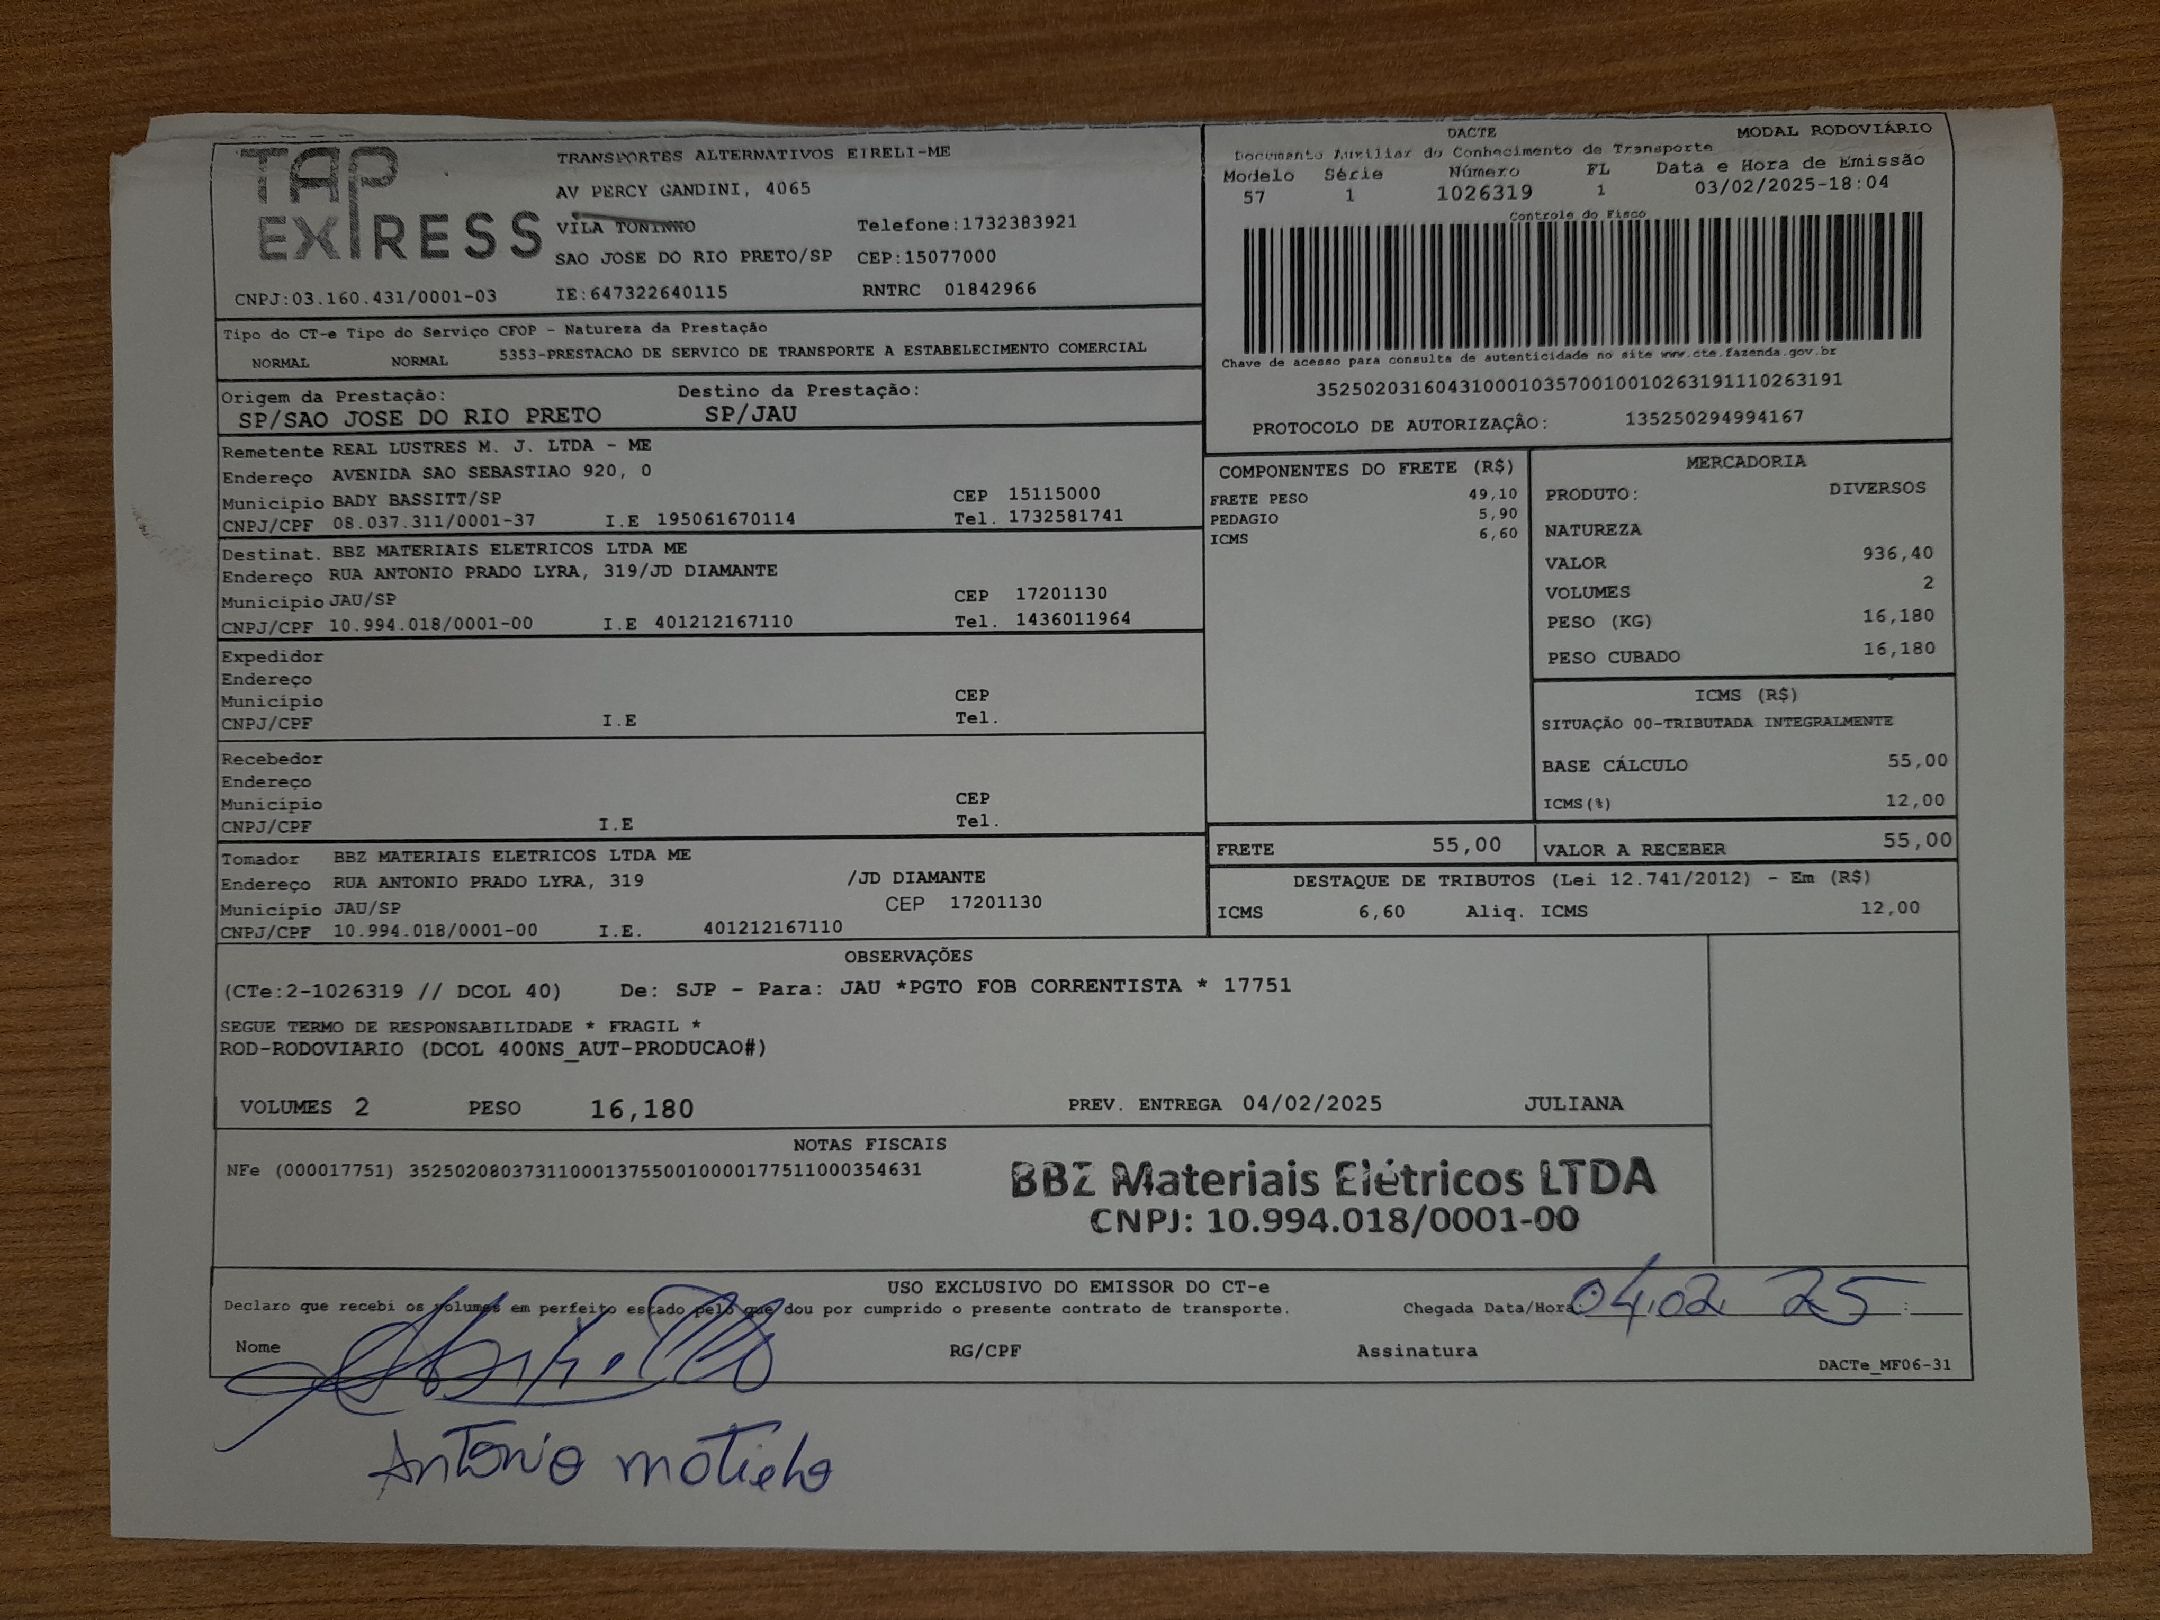 TAP EXPRESS
TRANSPORTES ALTERNATIVOS EIRELI-ME
AV PERCY GANDINI, 4065
VILA TONINHO Telefone:1732383921
SAO JOSE DO RIO PRETO/SP CEP:15077000
CNPJ:03.160.431/0001-03 IE:647322640115 RNTRC 01842966
DACTE MODAL RODOVIÁRIO
Documento Auxiliar do Conhecimento de Transporte
Modelo Série Número FL Data e Hora de Emissão
57 1 1026319 1 03/02/2025-18:04
Controle do Fisco
Chave de acesso para consulta de autenticidade no site www.cte.fazenda.gov.br
35250203160431000103570010010263191110263191
PROTOCOLO DE AUTORIZAÇÃO: 135250294994167
Tipo do CT-e Tipo do Serviço CFOP - Natureza da Prestação
NORMAL NORMAL 5353-PRESTACAO DE SERVICO DE TRANSPORTE A ESTABELECIMENTO COMERCIAL
Origem da Prestação: Destino da Prestação:
SP/SAO JOSE DO RIO PRETO SP/JAU
Remetente REAL LUSTRES M. J. LTDA - ME
Endereço AVENIDA SAO SEBASTIAO 920, 0
Município BADY BASSITT/SP CEP 15115000
CNPJ/CPF 08.037.311/0001-37 I.E 195061670114 Tel. 1732581741
Destinat. BBZ MATERIAIS ELETRICOS LTDA ME
Endereço RUA ANTONIO PRADO LYRA, 319/JD DIAMANTE
Município JAU/SP CEP 17201130
CNPJ/CPF 10.994.018/0001-00 I.E 401212167110 Tel. 1436011964
Expedidor
Endereço
Município CEP
CNPJ/CPF I.E Tel.
Recebedor
Endereço
Município CEP
CNPJ/CPF I.E Tel.
Tomador BBZ MATERIAIS ELETRICOS LTDA ME
Endereço RUA ANTONIO PRADO LYRA, 319 /JD DIAMANTE
Município JAU/SP CEP 17201130
CNPJ/CPF 10.994.018/0001-00 I.E. 401212167110
COMPONENTES DO FRETE (R$)
FRETE PESO 49,10
PEDAGIO 5,90
ICMS 6,60
MERCADORIA
PRODUTO: DIVERSOS
NATUREZA
VALOR 936,40
VOLUMES 2
PESO (KG) 16,180
PESO CUBADO 16,180
ICMS (R$)
SITUAÇÃO 00-TRIBUTADA INTEGRALMENTE
BASE CÁLCULO 55,00
ICMS(%) 12,00
FRETE 55,00 VALOR A RECEBER 55,00
DESTAQUE DE TRIBUTOS (Lei 12.741/2012) - Em (R$)
ICMS 6,60 Aliq. ICMS 12,00
OBSERVAÇÕES
(CTe:2-1026319 // DCOL 40) De: SJP - Para: JAU *PGTO FOB CORRENTISTA * 17751
SEGUE TERMO DE RESPONSABILIDADE * FRAGIL *
ROD-RODOVIARIO (DCOL 400NS_AUT-PRODUCAO#)
VOLUMES 2 PESO 16,180 PREV. ENTREGA 04/02/2025 JULIANA
NOTAS FISCAIS
NFe (000017751) 35250208037311000137550010000177511000354631
BBZ Materiais Elétricos LTDA
CNPJ: 10.994.018/0001-00
USO EXCLUSIVO DO EMISSOR DO CT-e
Declaro que recebi os volumes em perfeito estado pelo que dou por cumprido o presente contrato de transporte. Chegada Data/Hora: 04.02.25 :
Nome RG/CPF Assinatura
DACTe_MF06-31
Antonio